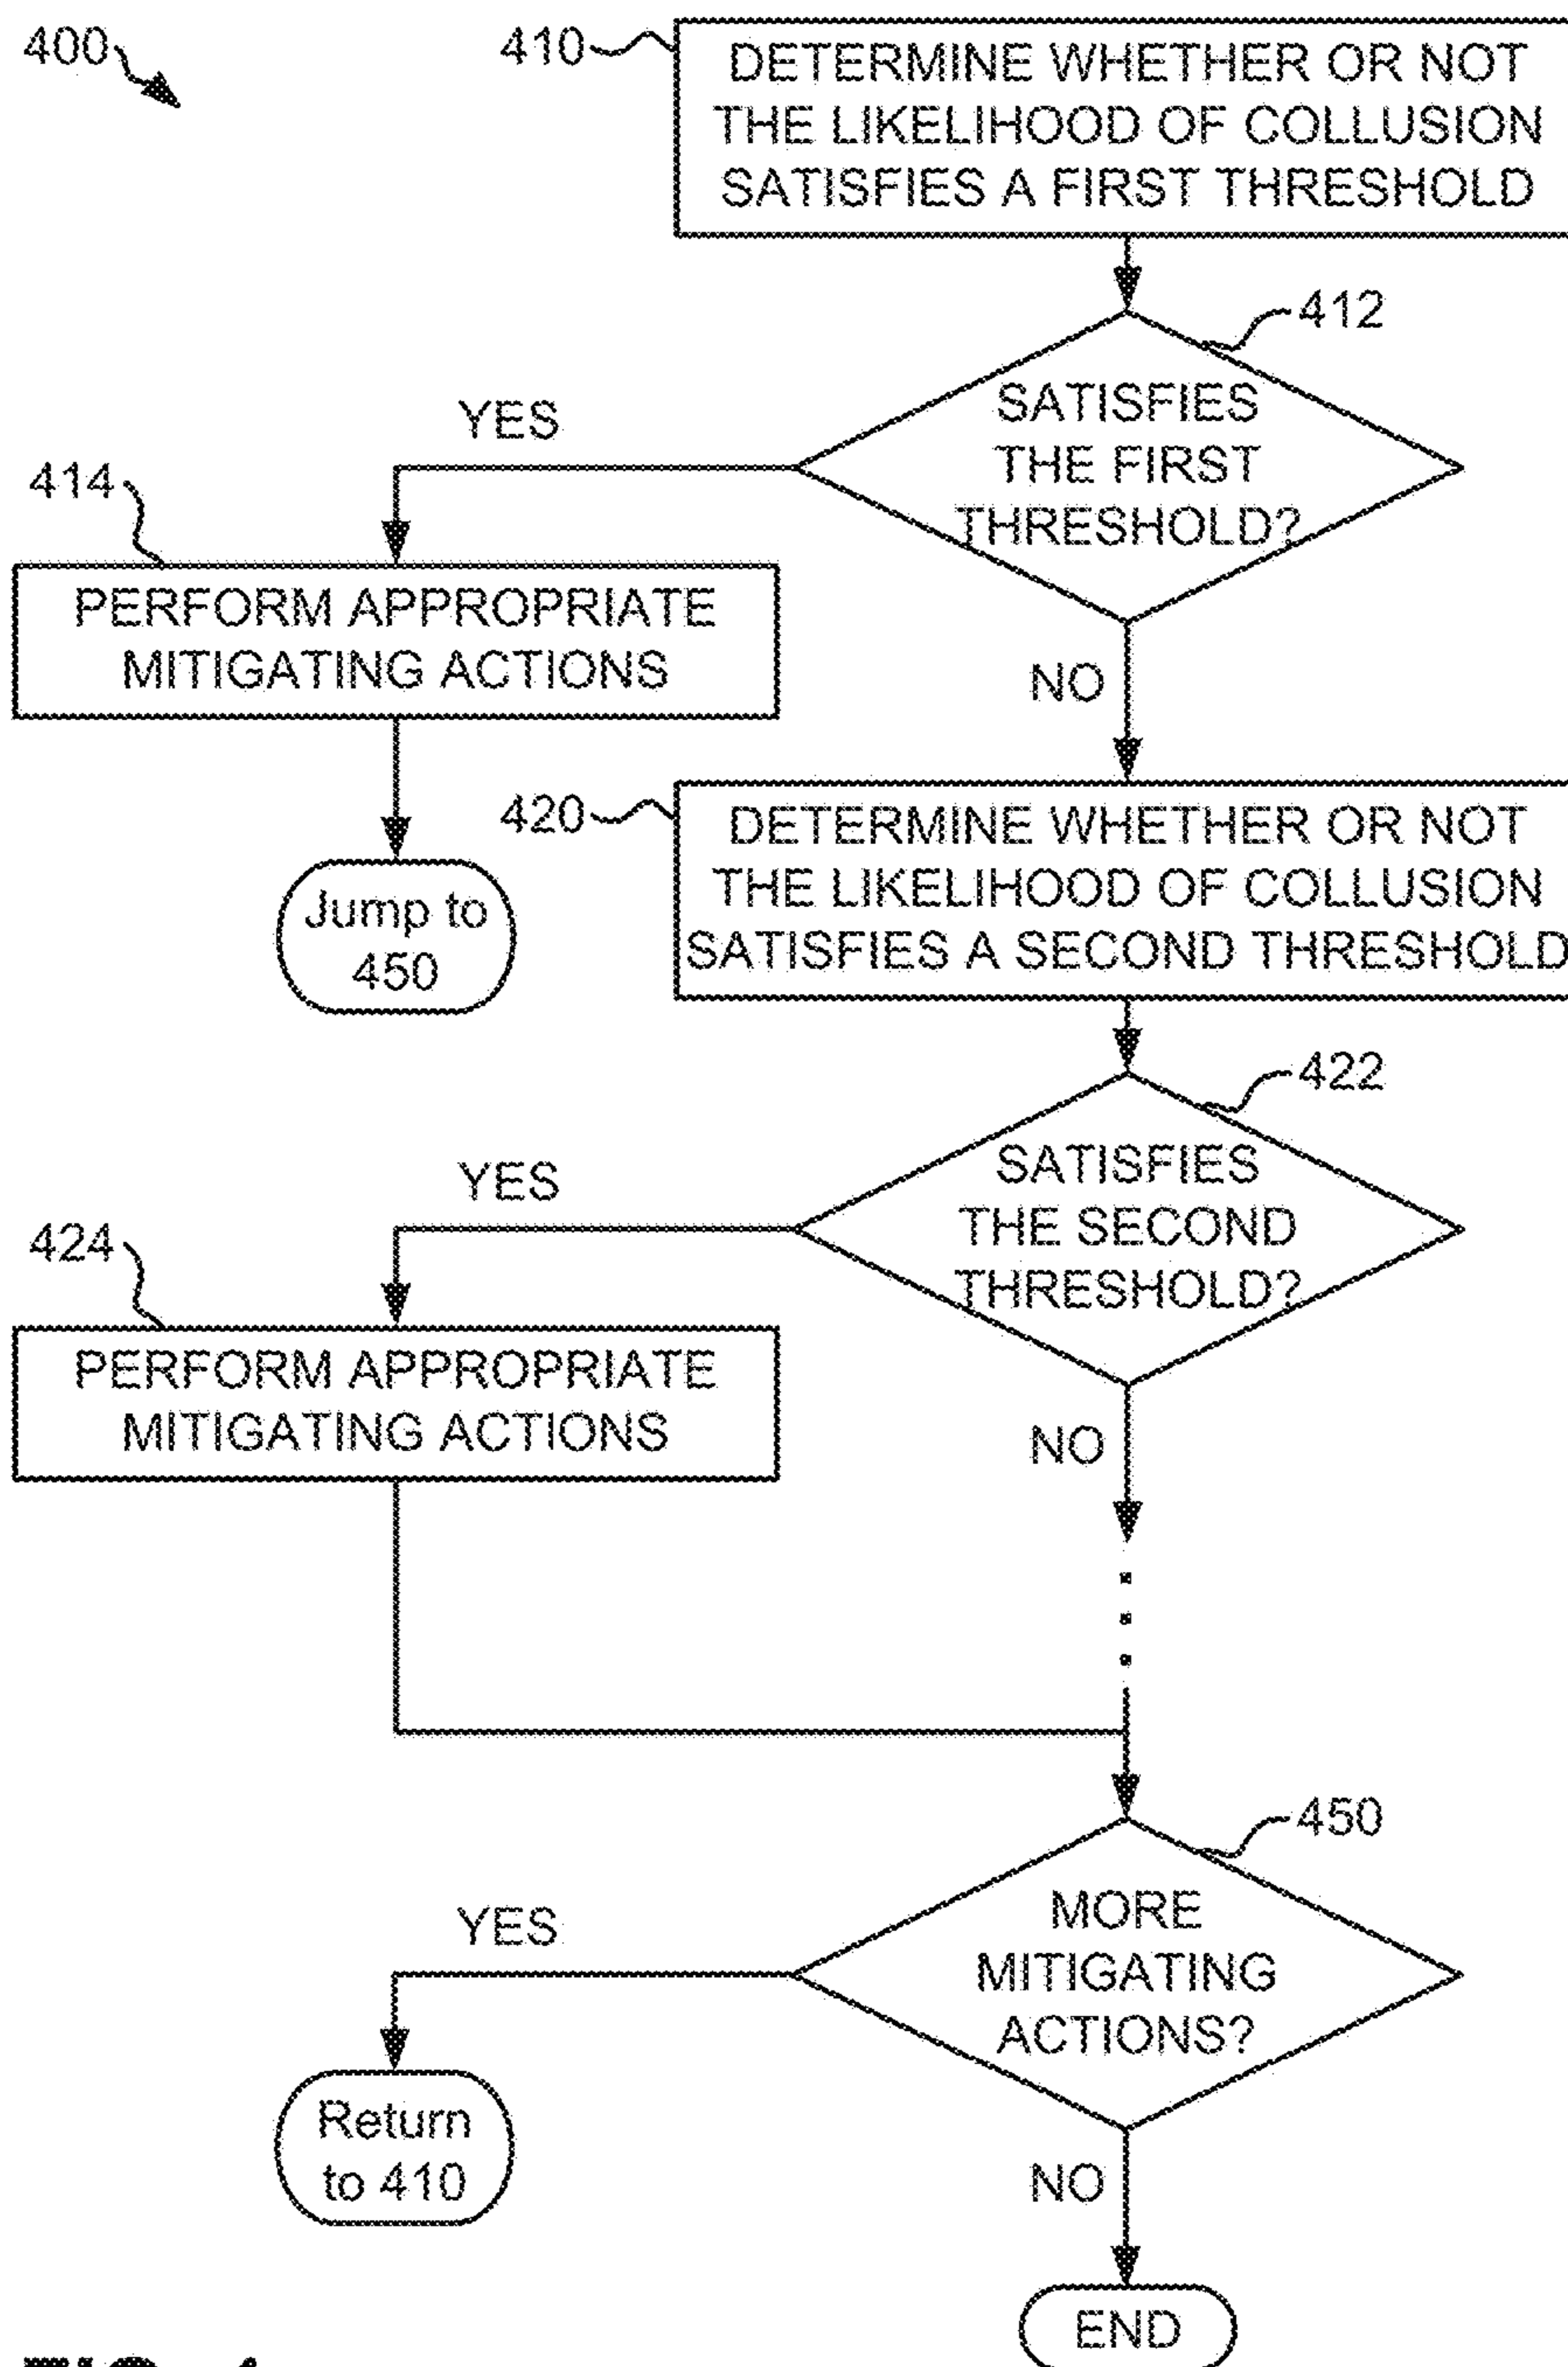 400
410
DETERMINE WHETHER OR NOT
THE LIKELIHOOD OF COLLUSION
SATISFIES A FIRST THRESHOLD
412
SATISFIES
THE FIRST
THRESHOLD?
YES
414
PERFORM APPROPRIATE
MITIGATING ACTIONS
NO
Jump to
450
420
DETERMINE WHETHER OR NOT
THE LIKELIHOOD OF COLLUSION
SATISFIES A SECOND THRESHOLD
422
SATISFIES
THE SECOND
THRESHOLD?
YES
424
PERFORM APPROPRIATE
MITIGATING ACTIONS
NO
450
MORE
MITIGATING
ACTIONS?
YES
Return
to 410
NO
END